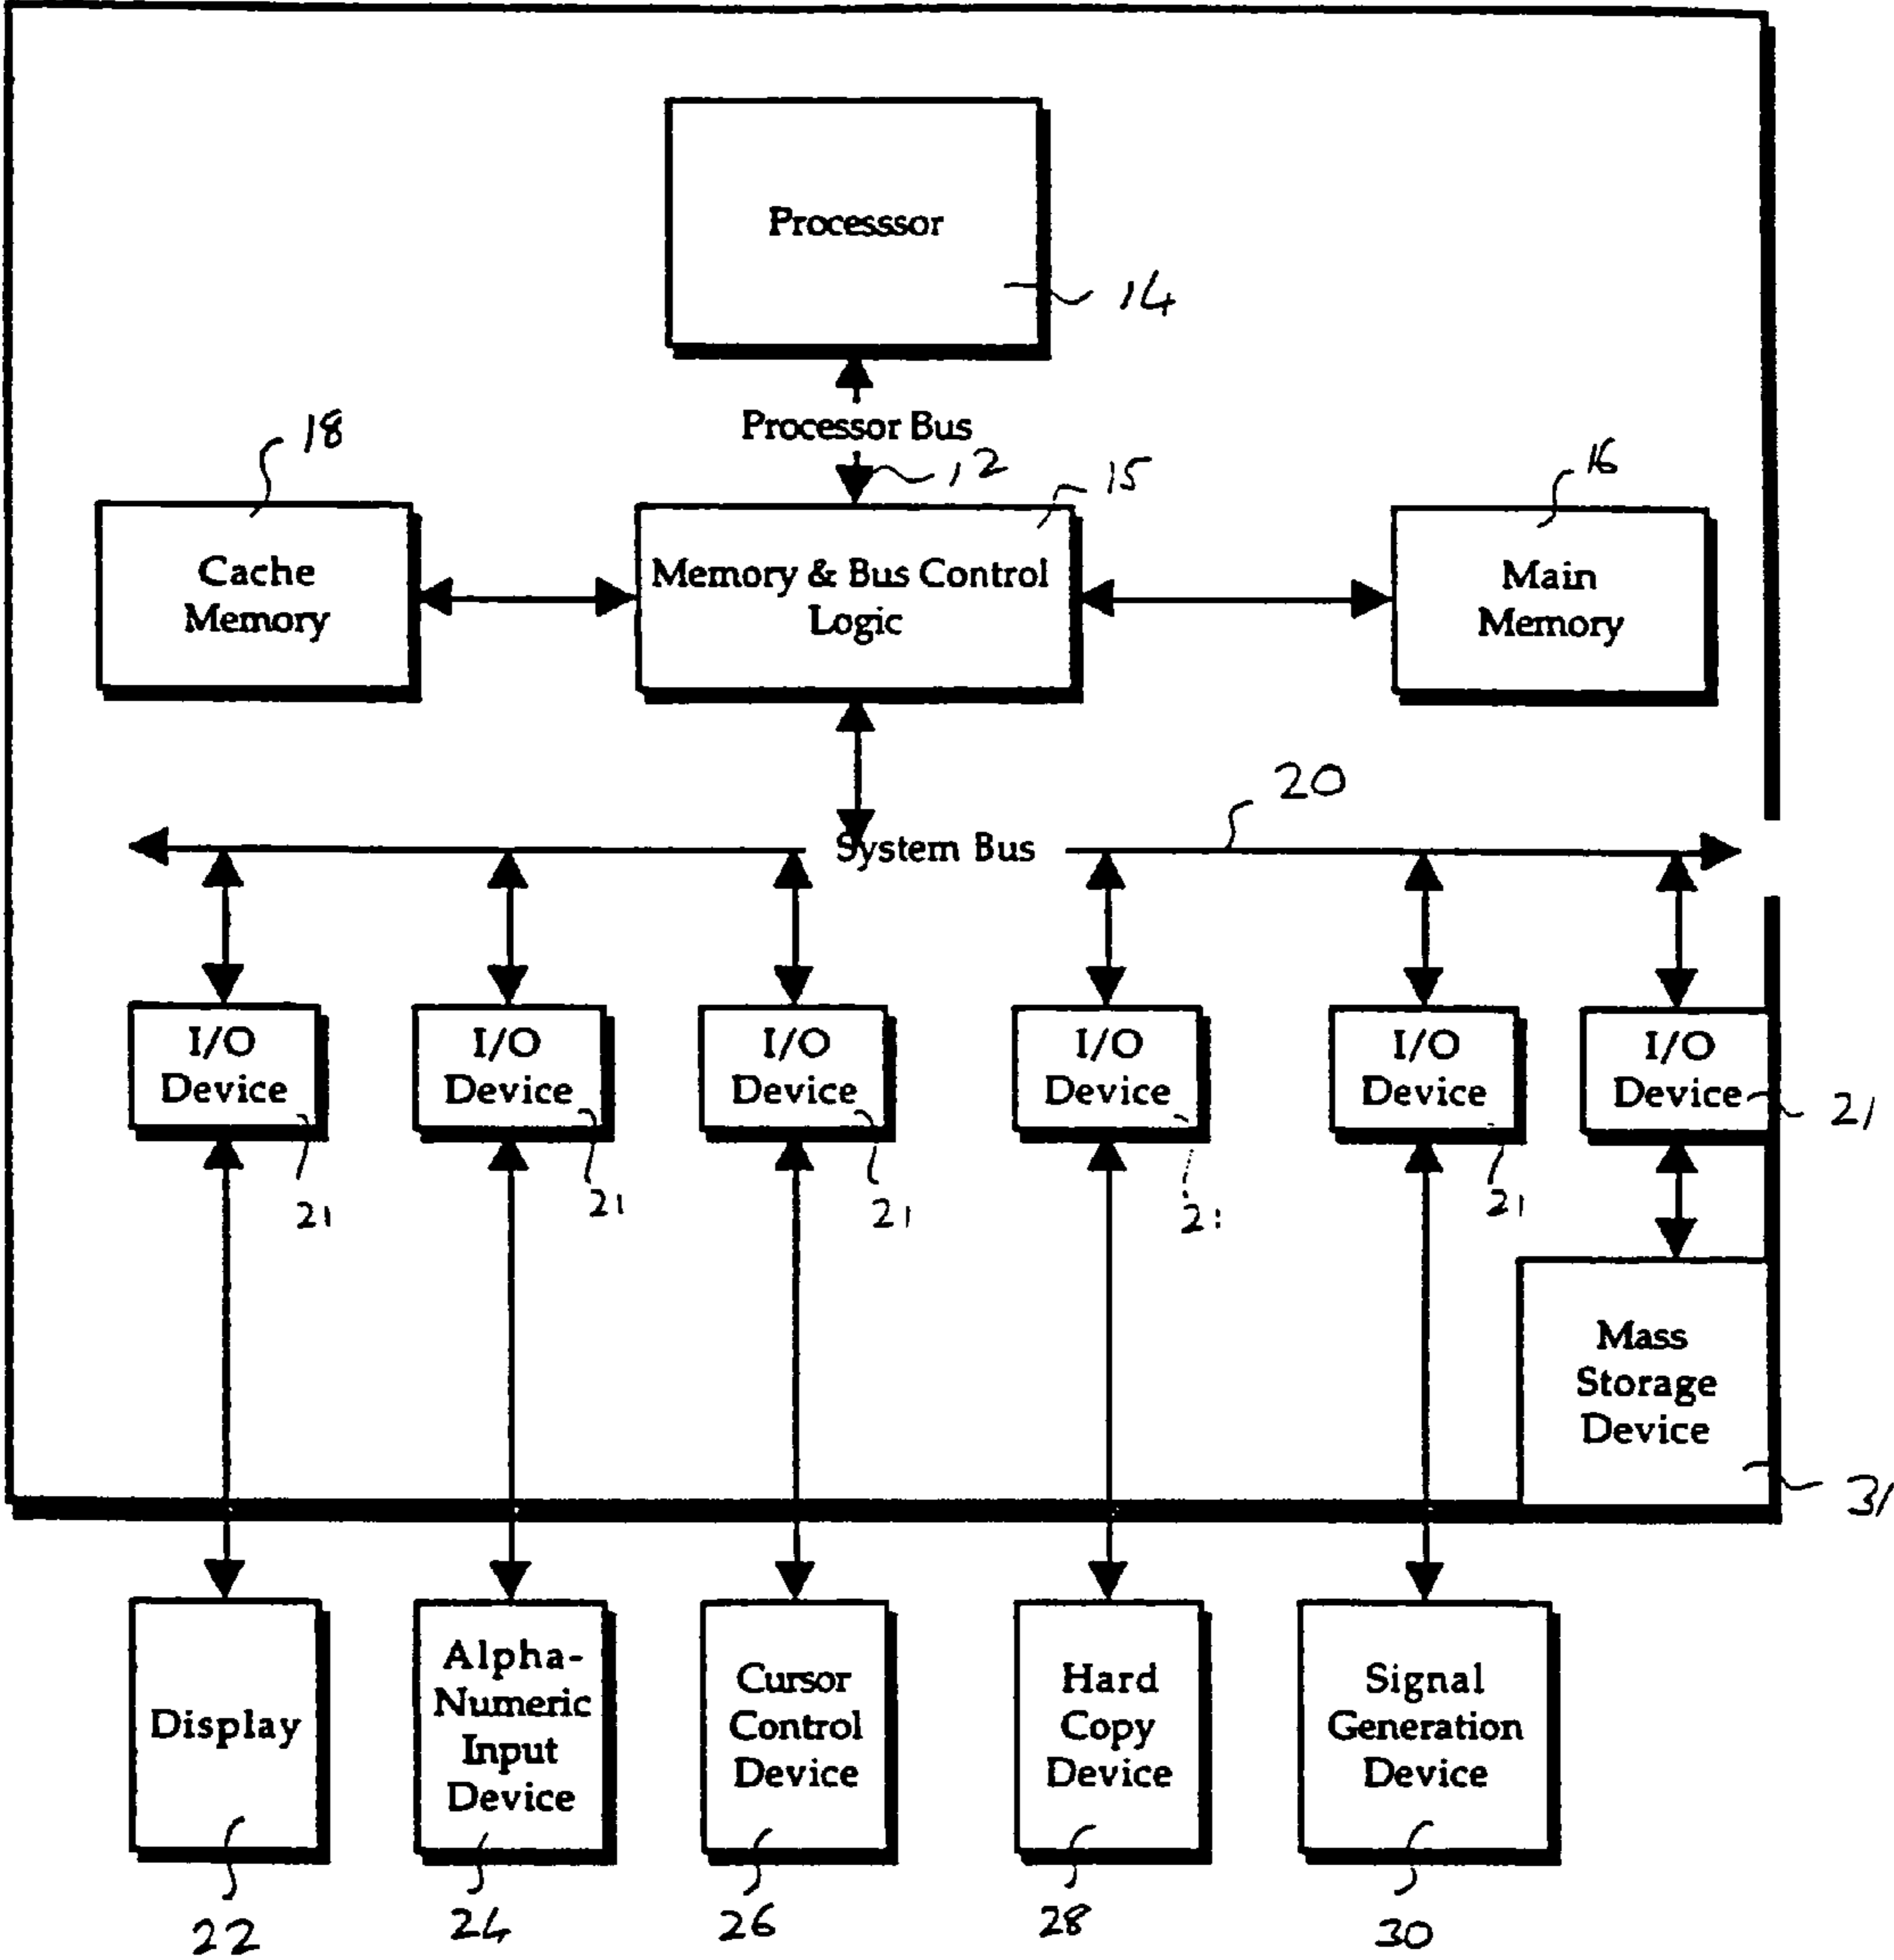 Processsor
14
Processor Bus
12
18
15
16
Cache
Memory
Memory & Bus Control
Logic
Main
Memory
20
System Bus
I/O
Device
21
I/O
Device
21
I/O
Device
21
I/O
Device
I/O
Device
21
I/O
Device
21
Mass
Storage
Device
31
Display
22
Alpha-
Numeric
Input
Device
24
Cursor
Control
Device
26
Hard
Copy
Device
28
Signal
Generation
Device
30